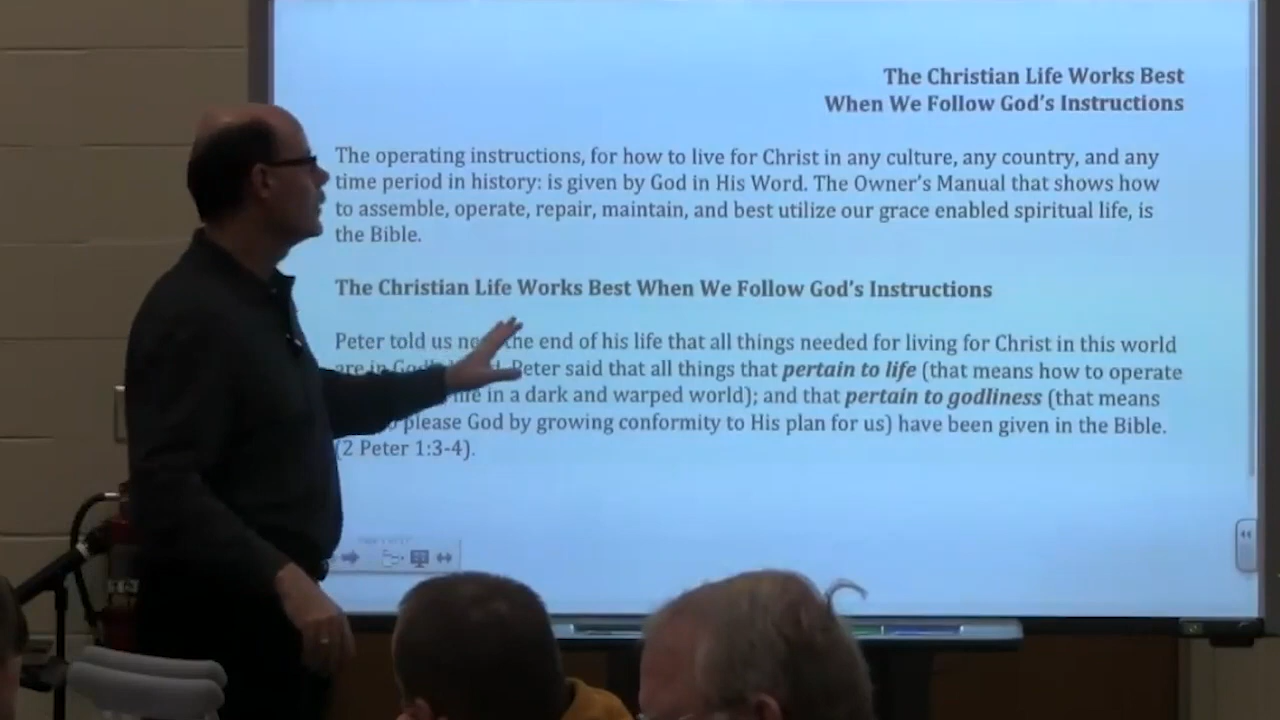 The Christian Life Works Best
When We Follow God's Instructions
The operating instructions, for how to live for Christ in any culture, any country, and any
time period in history: is given by God in His Word. The Owner's Manual that shows how
to assemble, operate, repair, maintain, and best utilize our grace enabled spiritual life, is
the Bible.
The Christian Life Works Best When We Follow God's Instructions
Peter told us the end of his life that all things needed for living for Christ in this world
are in Peter said that all things that pertain to life (that means how to operate
in a dark and warped world); and that pertain to godliness (that means
please God by growing conformity to His plan for us) have been given in the Bible.
(2 Peter 1:3-4).